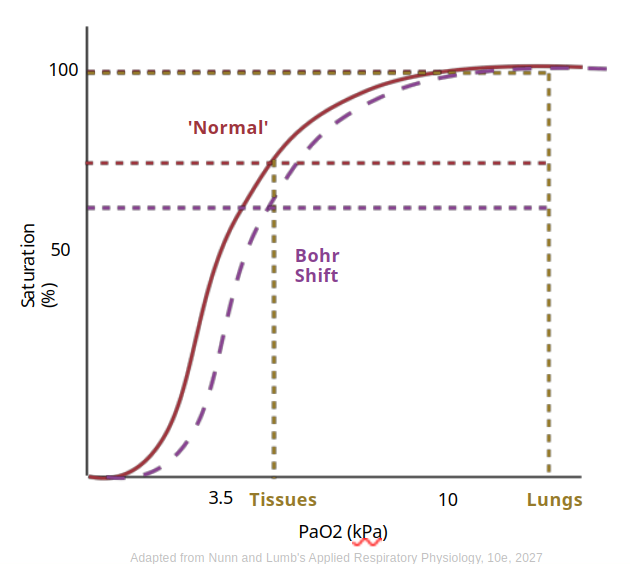 100
'Normal'
50
Bohr
Shift
Saturation
(%)
3.5
Tissues
10
Lungs
PaO2 (kPa)
Adapted from Nunn and Lumb's Applied Respiratory Physiology, 10e, 2027